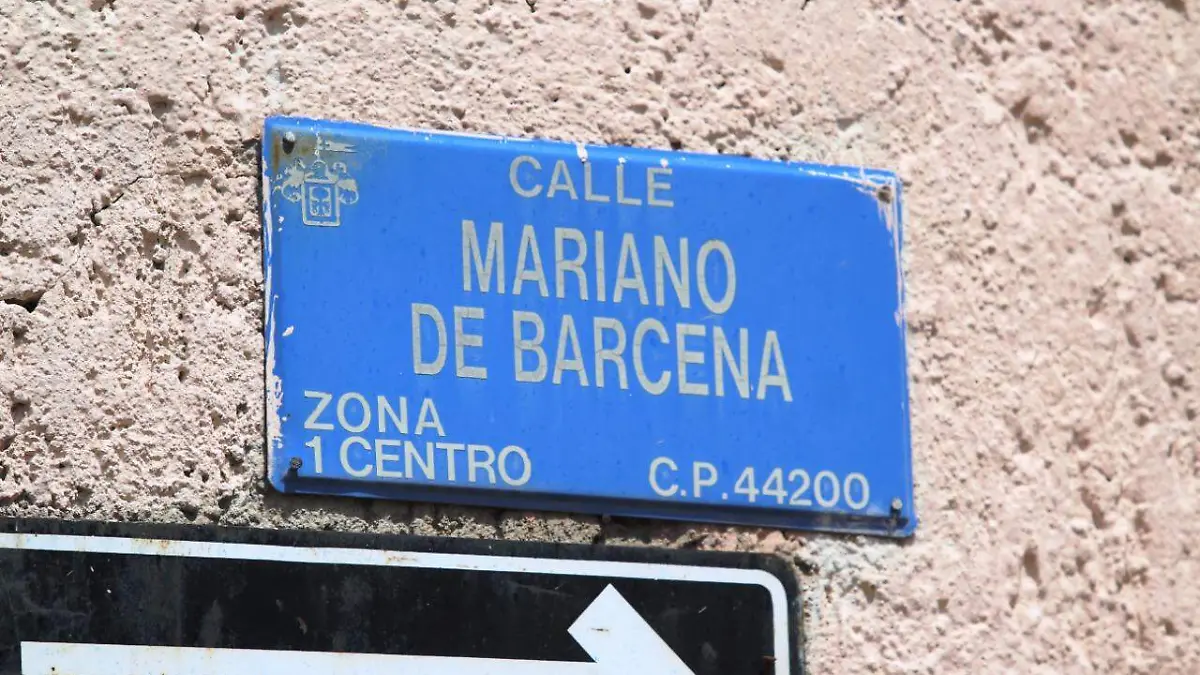 CALLE
MARIANO
DE BARCENA
ZONA
1 CENTRO
C.P. 44200